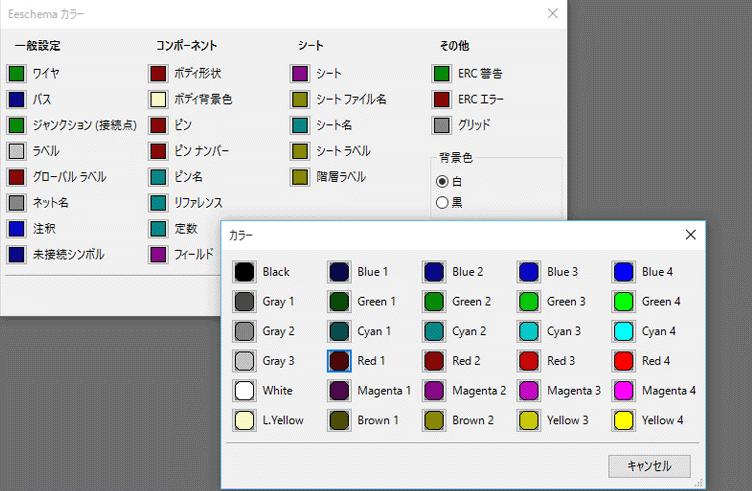 Eeschema カラー
一般設定 コンポーネント シート その他
ワイヤ ボディ形状 シート ERC 警告
バス ボディ背景色 シート ファイル名 ERC エラー
ジャンクション (接続点) ピン シート名 グリッド
ラベル ピン ナンバー シート ラベル 背景色
グローバル ラベル ピン名 階層ラベル 白
ネット名 リファレンス 黒
注釈 定数
未接続シンボル フィールド
カラー
Black Blue 1 Blue 2 Blue 3 Blue 4
Gray 1 Green 1 Green 2 Green 3 Green 4
Gray 2 Cyan 1 Cyan 2 Cyan 3 Cyan 4
Gray 3 Red 1 Red 2 Red 3 Red 4
White Magenta 1 Magenta 2 Magenta 3 Magenta 4
L.Yellow Brown 1 Brown 2 Yellow 3 Yellow 4
キャンセル